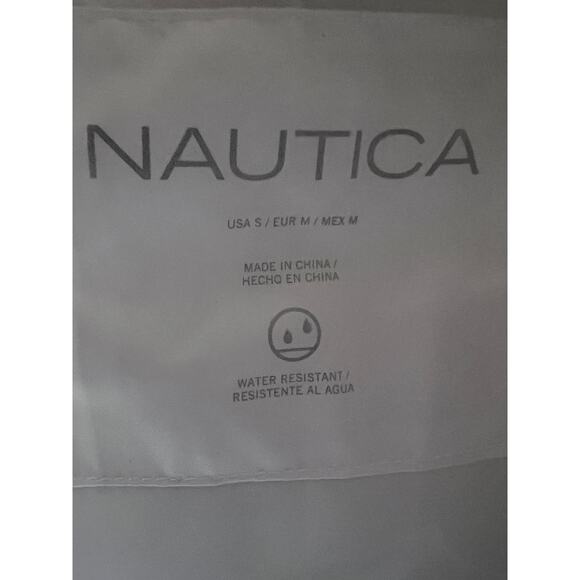 NAUTICA
USA S / EUR M / MEX M
MADE IN CHINA /
HECHO EN CHINA
WATER RESISTANT /
RESISTENTE AL AGUA